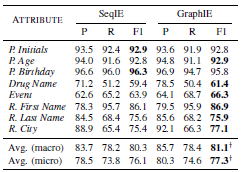 ATTRIBUTE SeqIE GraphIE
P R F1 P R F1
P. Initials 93.5 92.4 92.9 93.6 91.9 92.8
P. Age 94.0 91.6 92.8 94.8 91.1 92.9
P. Birthday 96.6 96.0 96.3 96.9 94.7 95.8
Drug Name 71.2 51.2 59.4 78.5 50.4 61.4
Event 62.6 65.2 63.9 64.1 68.7 66.3
R. First Name 78.3 95.7 86.1 79.5 95.9 86.9
R. Last Name 84.5 68.4 75.6 85.6 68.2 75.9
R. City 88.9 65.4 75.4 92.1 66.3 77.1
Avg. (macro) 83.7 78.2 80.3 85.7 78.4 81.1†
Avg. (micro) 78.5 73.8 76.1 80.3 74.6 77.3†